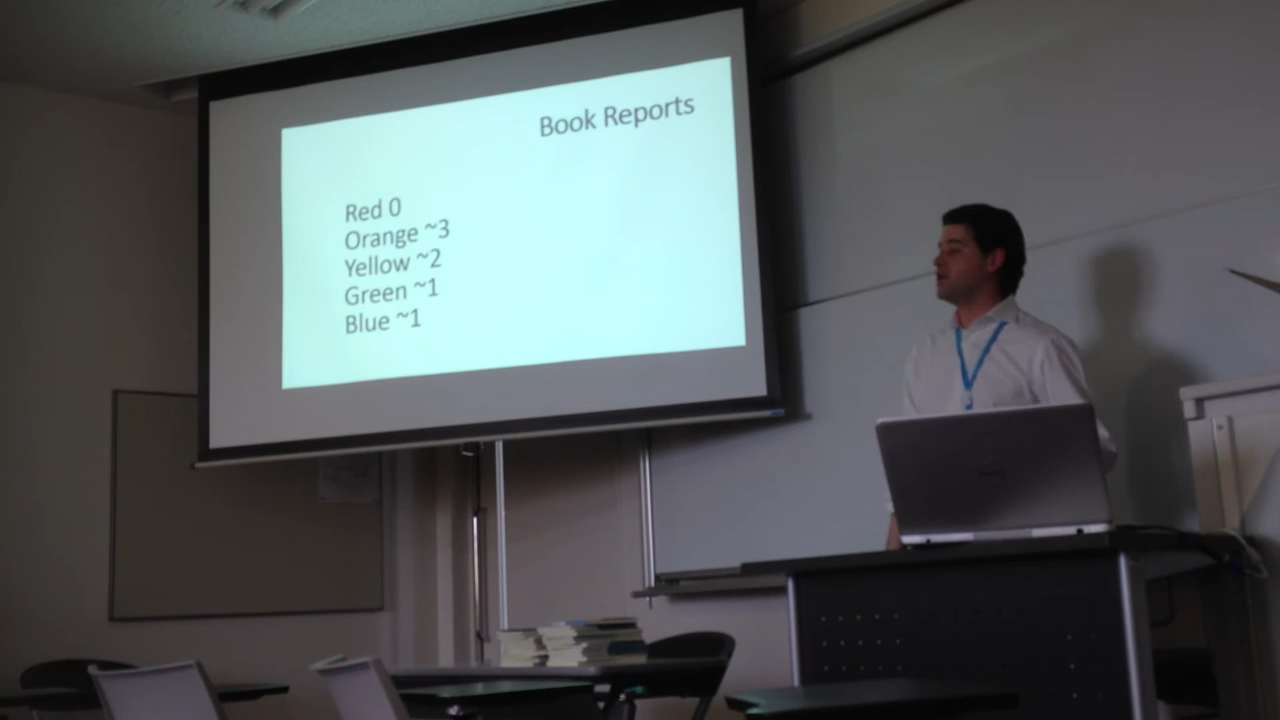 Book Reports
Red 0
Orange ~3
Yellow ~2
Green ~1
Blue ~1